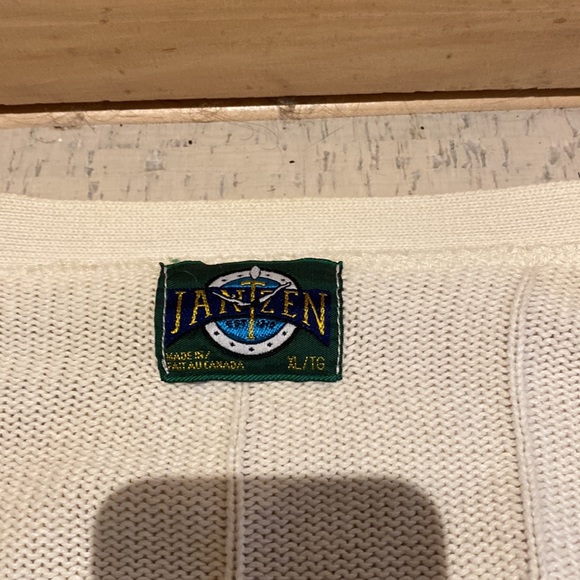 JANTZEN
MADE IN/
FAIT AU CANADA
XL/TG